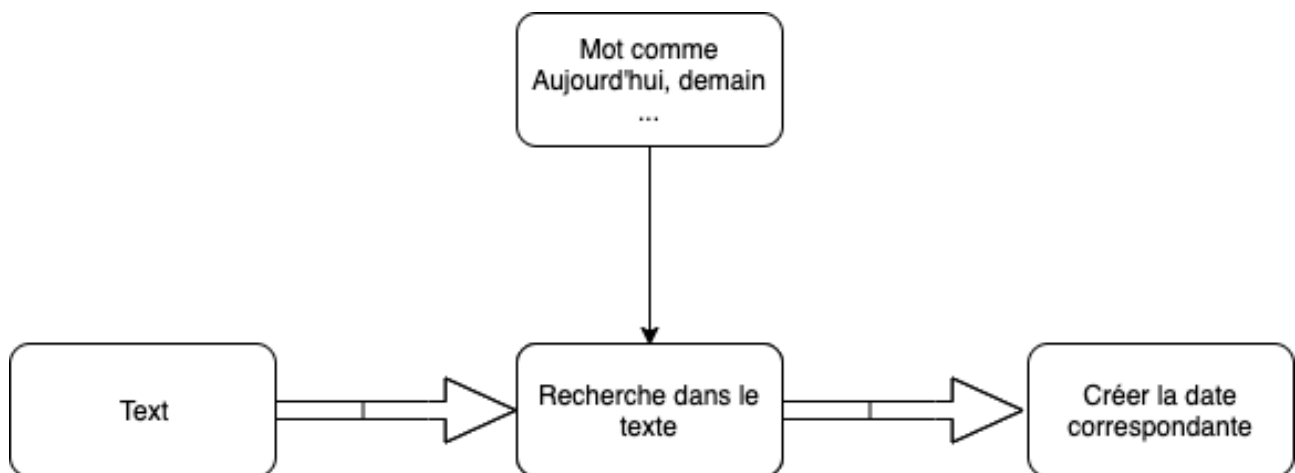 Mot comme
Aujourd'hui, demain
...
Text
Recherche dans le
texte
Créer la date
correspondante